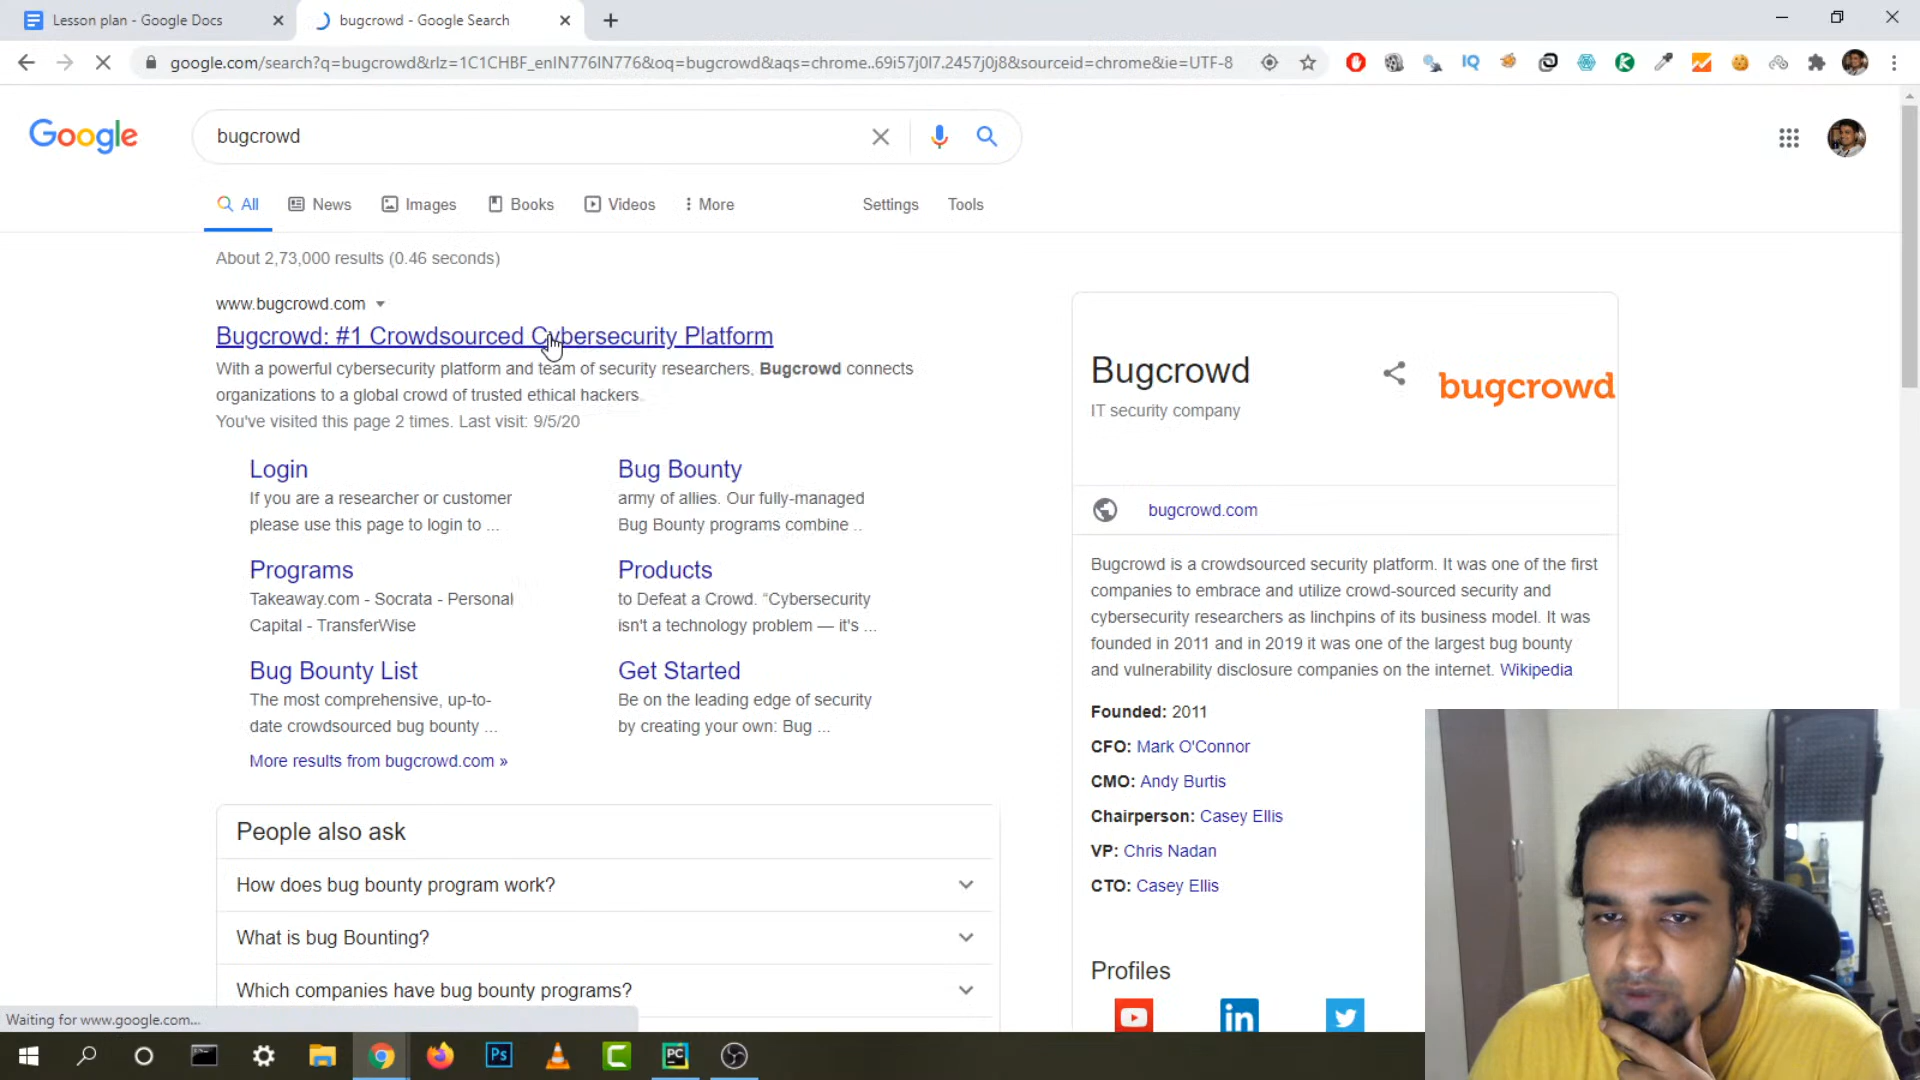 Lesson plan - Google Docs
bugcrowd - Google Search
google.com/search?q=bugcrowd&rlz=1C1CHBF_enIN776IN776&oq=bugcrowd&aqs=chrome..69i57j0l7.2457j0j8&sourceid=chrome&ie=UTF-8
Google
bugcrowd
All
News
Images
Books
Videos
More
Settings
Tools
About 2,73,000 results (0.46 seconds)
www.bugcrowd.com
Bugcrowd: #1 Crowdsourced Cybersecurity Platform
With a powerful cybersecurity platform and team of security researchers, Bugcrowd connects
organizations to a global crowd of trusted ethical hackers.
You've visited this page 2 times. Last visit: 9/5/20
Login
If you are a researcher or customer
please use this page to login to ...
Bug Bounty
army of allies. Our fully-managed
Bug Bounty programs combine ..
Programs
Takeaway.com - Socrata - Personal
Capital - TransferWise
Products
to Defeat a Crowd. “Cybersecurity
isn't a technology problem — it's ...
Bug Bounty List
The most comprehensive, up-to-
date crowdsourced bug bounty ...
Get Started
Be on the leading edge of security
by creating your own: Bug ...
More results from bugcrowd.com »
People also ask
How does bug bounty program work?
What is bug Bounting?
Which companies have bug bounty programs?
Bugcrowd
IT security company
bugcrowd
bugcrowd.com
Bugcrowd is a crowdsourced security platform. It was one of the first
companies to embrace and utilize crowd-sourced security and
cybersecurity researchers as linchpins of its business model. It was
founded in 2011 and in 2019 it was one of the largest bug bounty
and vulnerability disclosure companies on the internet. Wikipedia
Founded: 2011
CFO: Mark O'Connor
CMO: Andy Burtis
Chairperson: Casey Ellis
VP: Chris Nadan
CTO: Casey Ellis
Profiles
in
Waiting for www.google.com...
Ps
C
PC
IQ
K